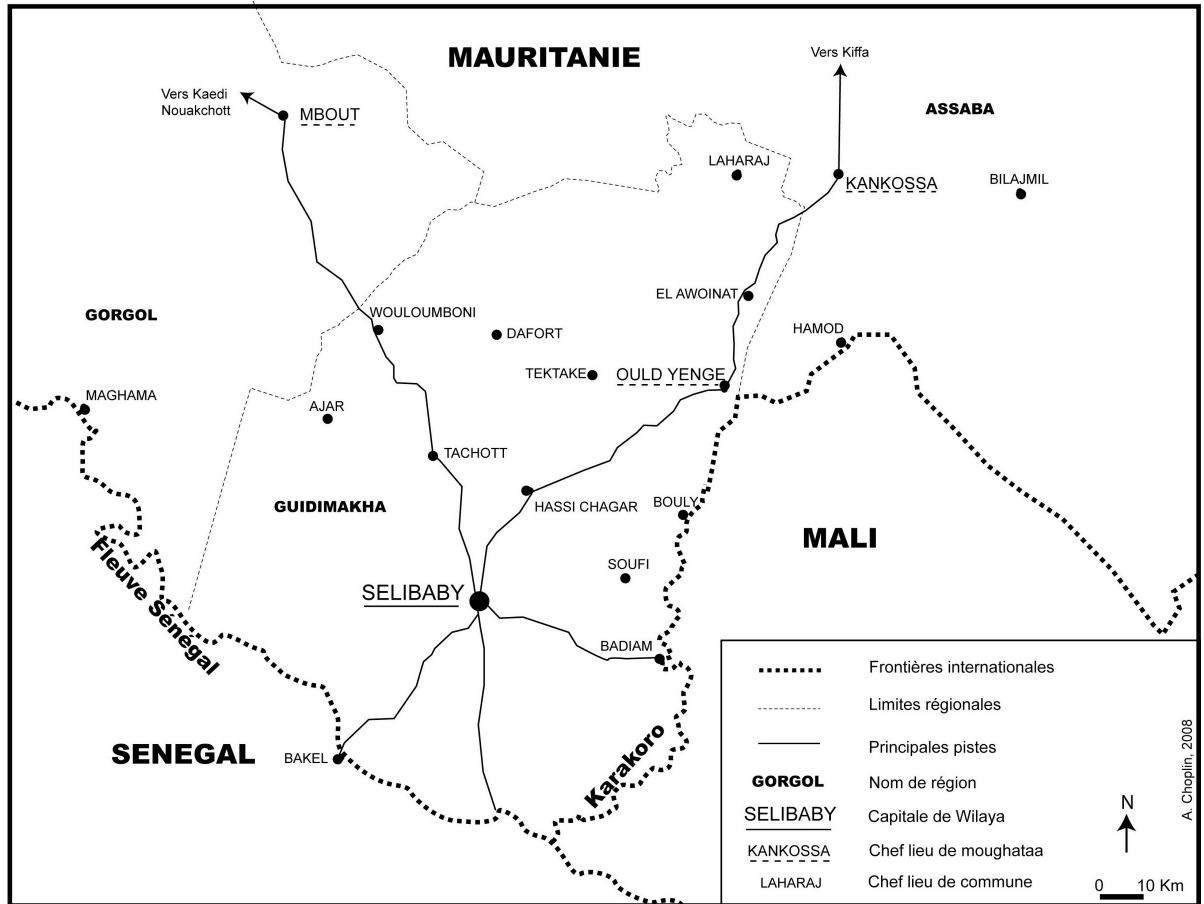 MAURITANIE
Vers Kiffa
Vers Kaedi
Nouakchott
MBOUT
ASSABA
LAHARAJ
KANKOSSA
BILAJMIL
EL AWOINAT
GORGOL
WOULOUMBONI
DAFORT
HAMOD
TEKTAKE
OULD YENGE
MAGHAMA
AJAR
TACHOTT
GUIDIMAKHA
HASSI CHAGAR
BOULY
MALI
Fleuve Sénégal
SOUFI
SELIBABY
BADIAM
SENEGAL
BAKEL
Karakoro
Frontières internationales
Limites régionales
Principales pistes
GORGOL Nom de région
SELIBABY Capitale de Wilaya
KANKOSSA Chef lieu de moughataa
LAHARAJ Chef lieu de commune
N
0 10 Km
A. Choplin, 2008